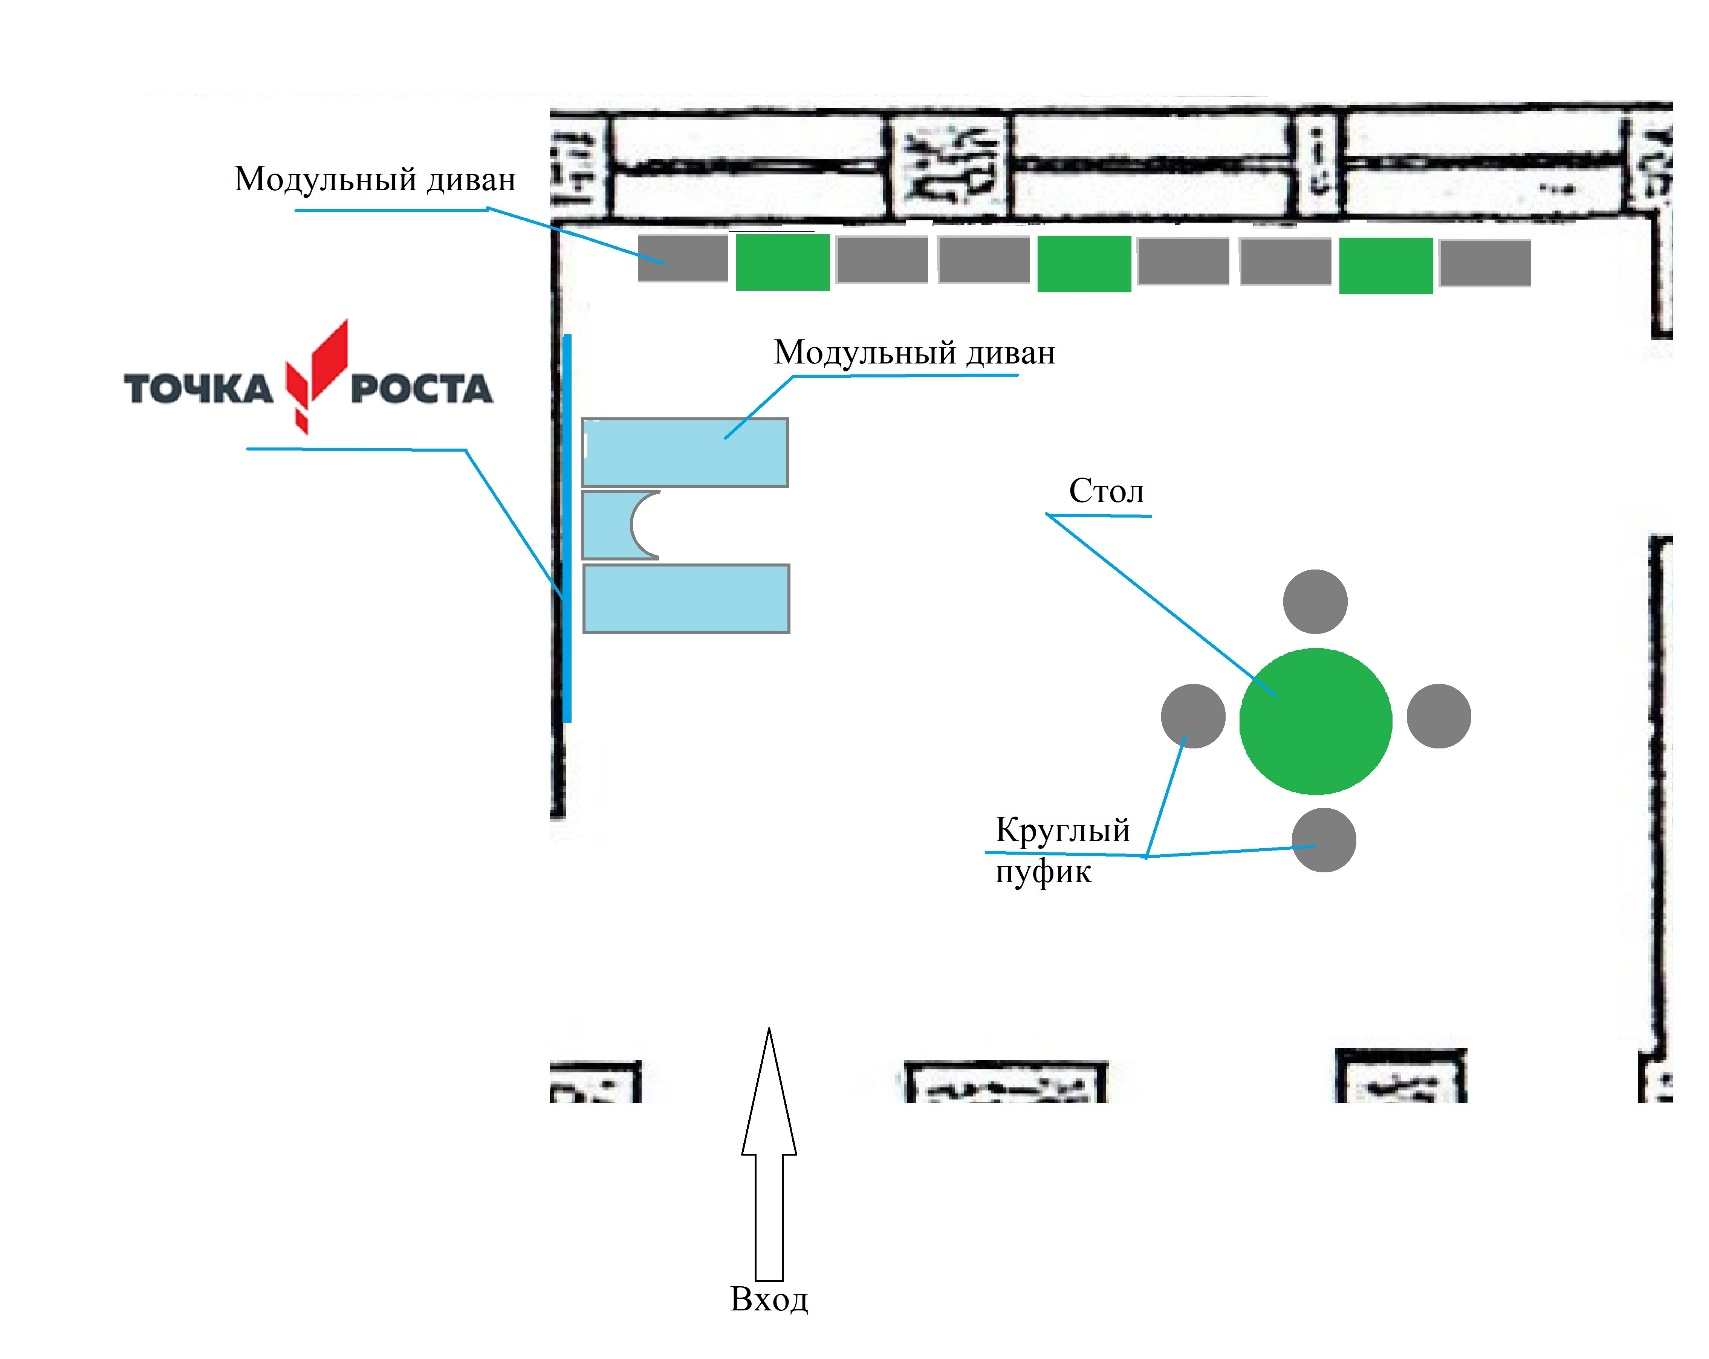 Модульный диван
ТОЧКА РОСТА
Модульный диван
Стол
Круглый
пуфик
Вход